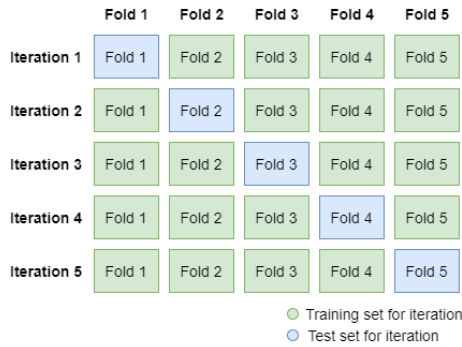 Fold 1 Fold 2 Fold 3 Fold 4 Fold 5
Iteration 1 Fold 1 Fold 2 Fold 3 Fold 4 Fold 5
Iteration 2 Fold 1 Fold 2 Fold 3 Fold 4 Fold 5
Iteration 3 Fold 1 Fold 2 Fold 3 Fold 4 Fold 5
Iteration 4 Fold 1 Fold 2 Fold 3 Fold 4 Fold 5
Iteration 5 Fold 1 Fold 2 Fold 3 Fold 4 Fold 5
Training set for iteration
Test set for iteration